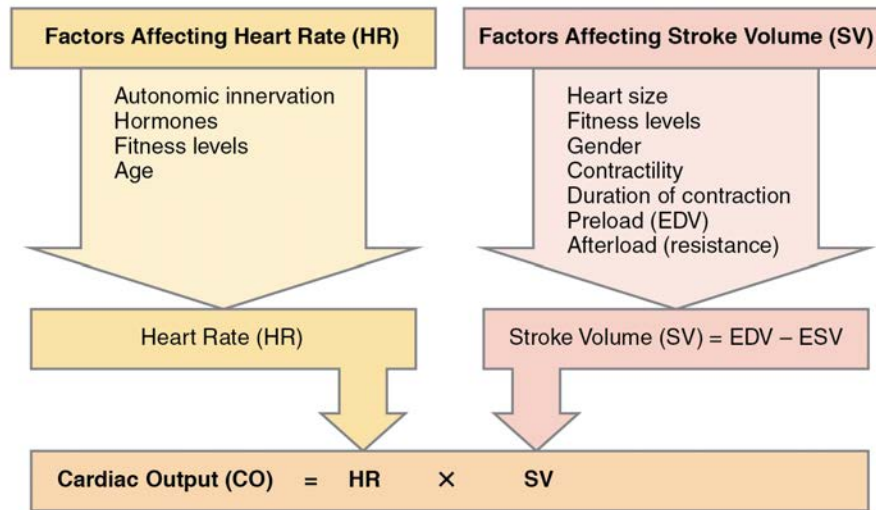 Factors Affecting Heart Rate (HR)
Autonomic innervation
Hormones
Fitness levels
Age
Heart Rate (HR)
Factors Affecting Stroke Volume (SV)
Heart size
Fitness levels
Gender
Contractility
Duration of contraction
Preload (EDV)
Afterload (resistance)
Stroke Volume (SV) = EDV – ESV
Cardiac Output (CO) = HR × SV